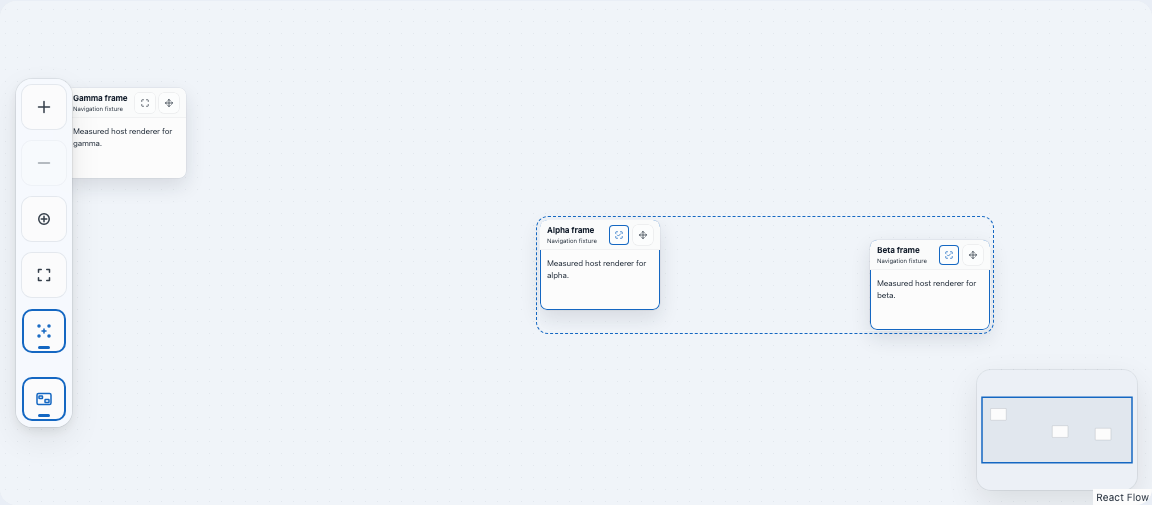 Gamma frame
Navigation fixture
Measured host renderer for
gamma.
Alpha frame
Navigation fixture
Measured host renderer for
alpha.
Beta frame
Navigation fixture
Measured host renderer for
beta.
React Flow